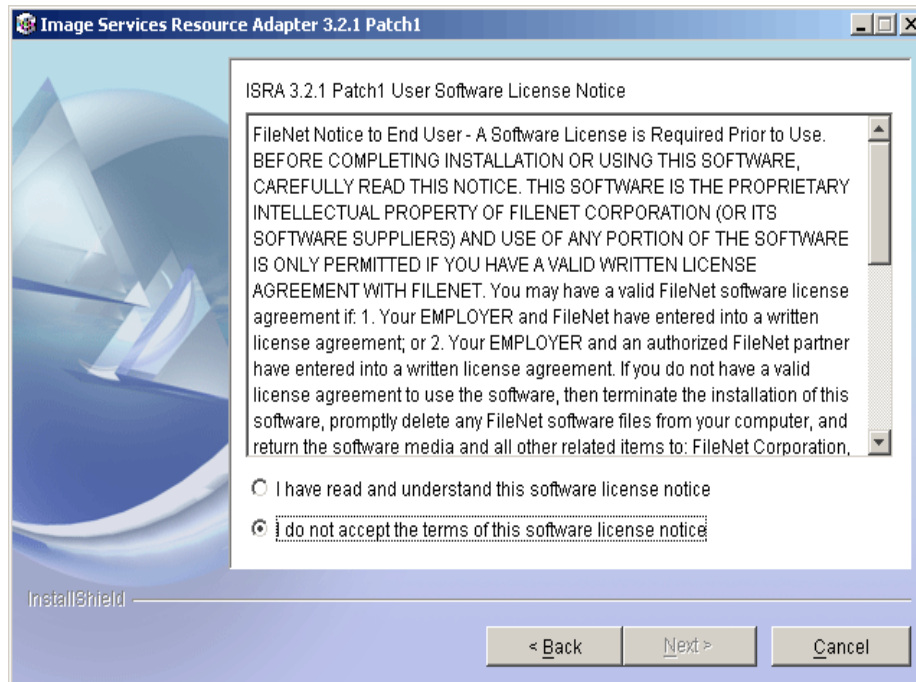 Image Services Resource Adapter 3.2.1 Patch1
ISRA 3.2.1 Patch1 User Software License Notice
FileNet Notice to End User - A Software License is Required Prior to Use.
BEFORE COMPLETING INSTALLATION OR USING THIS SOFTWARE,
CAREFULLY READ THIS NOTICE. THIS SOFTWARE IS THE PROPRIETARY
INTELLECTUAL PROPERTY OF FILENET CORPORATION (OR ITS
SOFTWARE SUPPLIERS) AND USE OF ANY PORTION OF THE SOFTWARE
IS ONLY PERMITTED IF YOU HAVE A VALID WRITTEN LICENSE
AGREEMENT WITH FILENET. You may have a valid FileNet software license
agreement if: 1. Your EMPLOYER and FileNet have entered into a written
license agreement; or 2. Your EMPLOYER and an authorized FileNet partner
have entered into a written license agreement. If you do not have a valid
license agreement to use the software, then terminate the installation of this
software, promptly delete any FileNet software files from your computer, and
return the software media and all other related items to: FileNet Corporation,
I have read and understand this software license notice
I do not accept the terms of this software license notice
InstallShield
< Back
Next >
Cancel